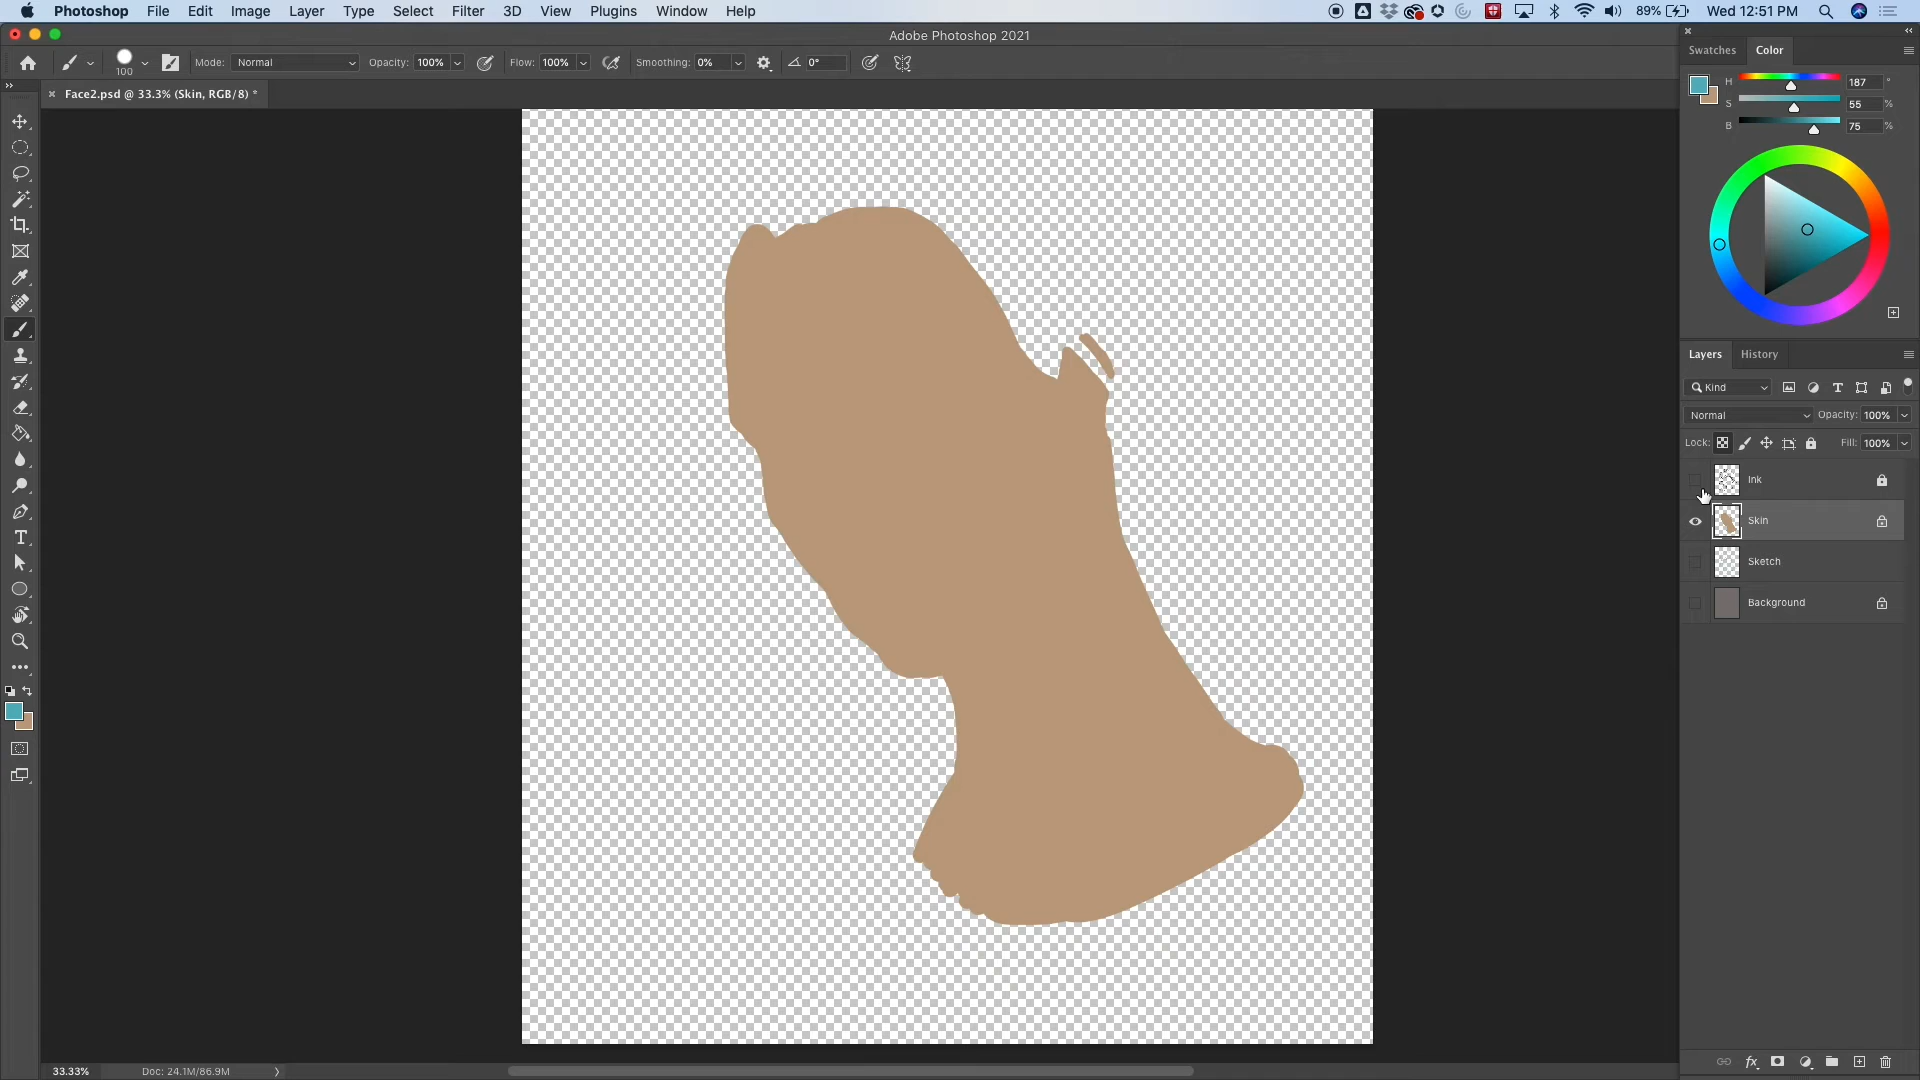 Photoshop File Edit Image Layer Type Select Filter 3D View Plugins Window Help 89% Wed 12:51 PM
Adobe Photoshop 2021
100 Mode: Normal Opacity: 100% Flow: 100% Smoothing: 0% 0°
Face2.psd @ 33.3% (Skin, RGB/8) *
Swatches Color
H 187 °
S 55 %
B 75 %
Layers History
Kind
Normal Opacity: 100%
Lock: Fill: 100%
Ink
Skin
Sketch
Background
33.33% Doc: 24.1M/86.9M